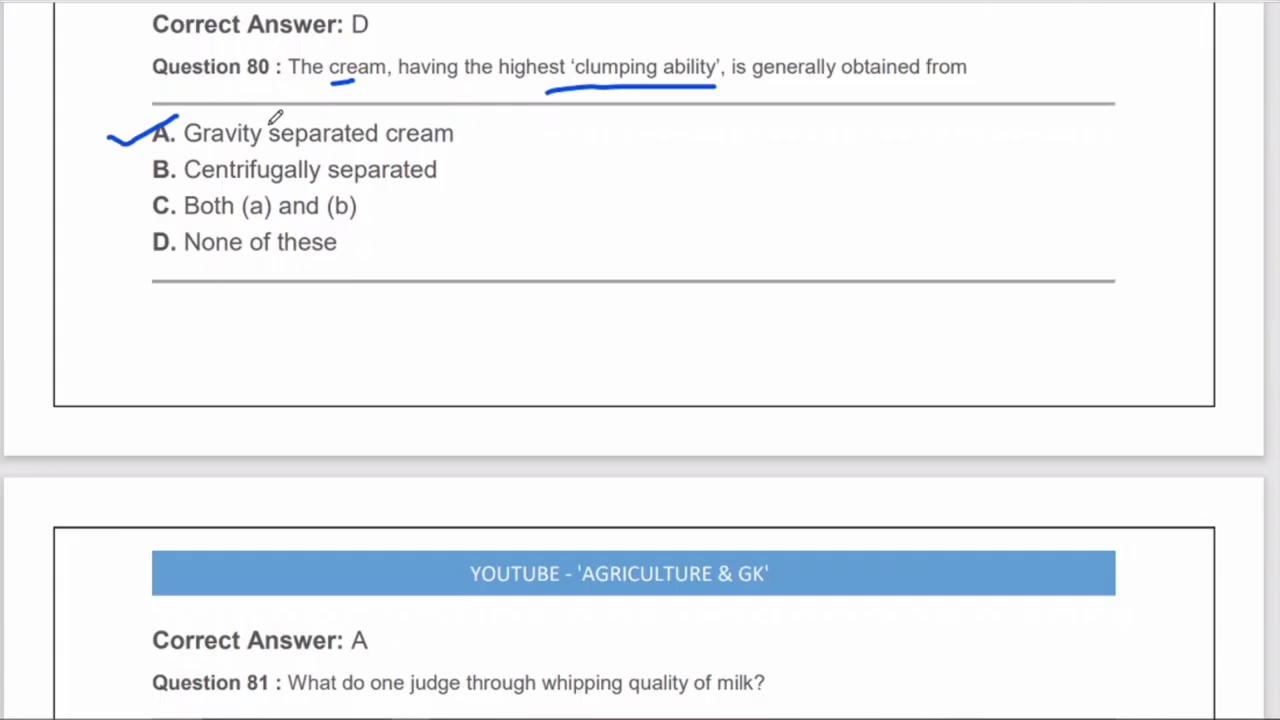 Correct Answer: D
Question 80 : The cream, having the highest ‘clumping ability’, is generally obtained from
A. Gravity separated cream
B. Centrifugally separated
C. Both (a) and (b)
D. None of these
YOUTUBE - 'AGRICULTURE & GK'
Correct Answer: A
Question 81 : What do one judge through whipping quality of milk?